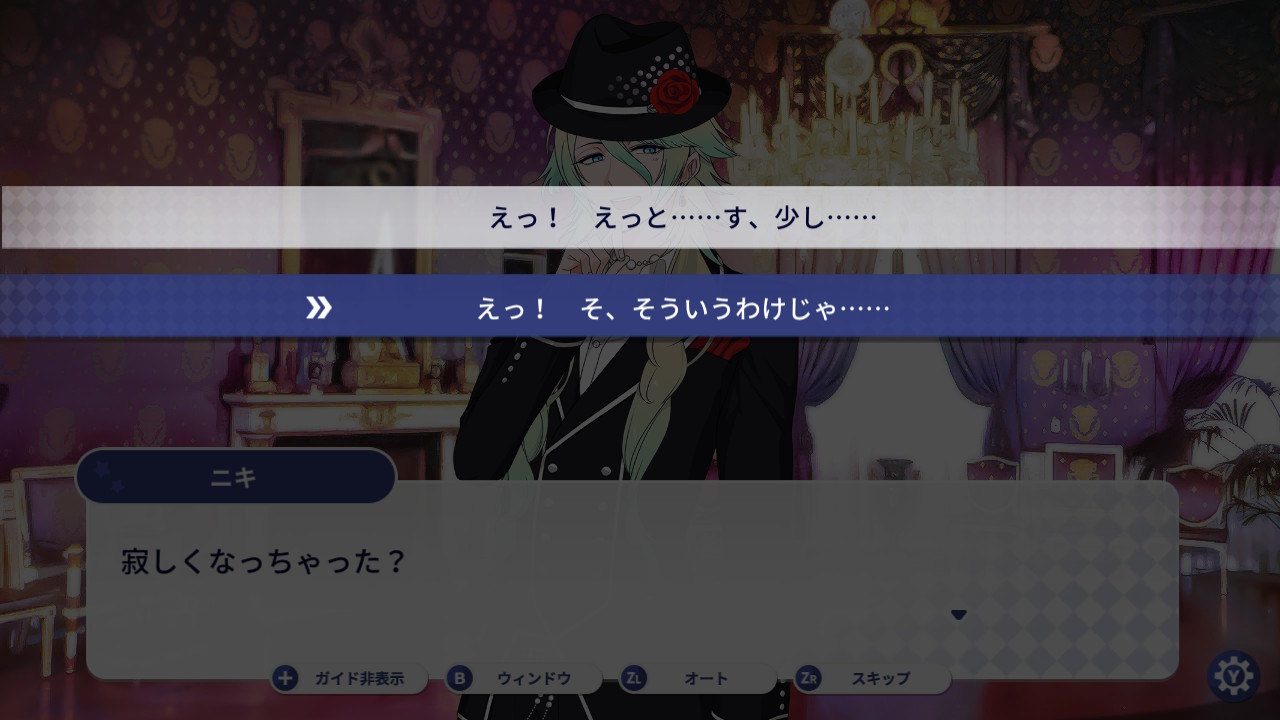 えっ！　えっと……す、少し……
えっ！　そ、そういうわけじゃ……
ニキ
寂しくなっちゃった？
+ ガイド非表示 B ウィンドウ ZL オート ZR スキップ Y